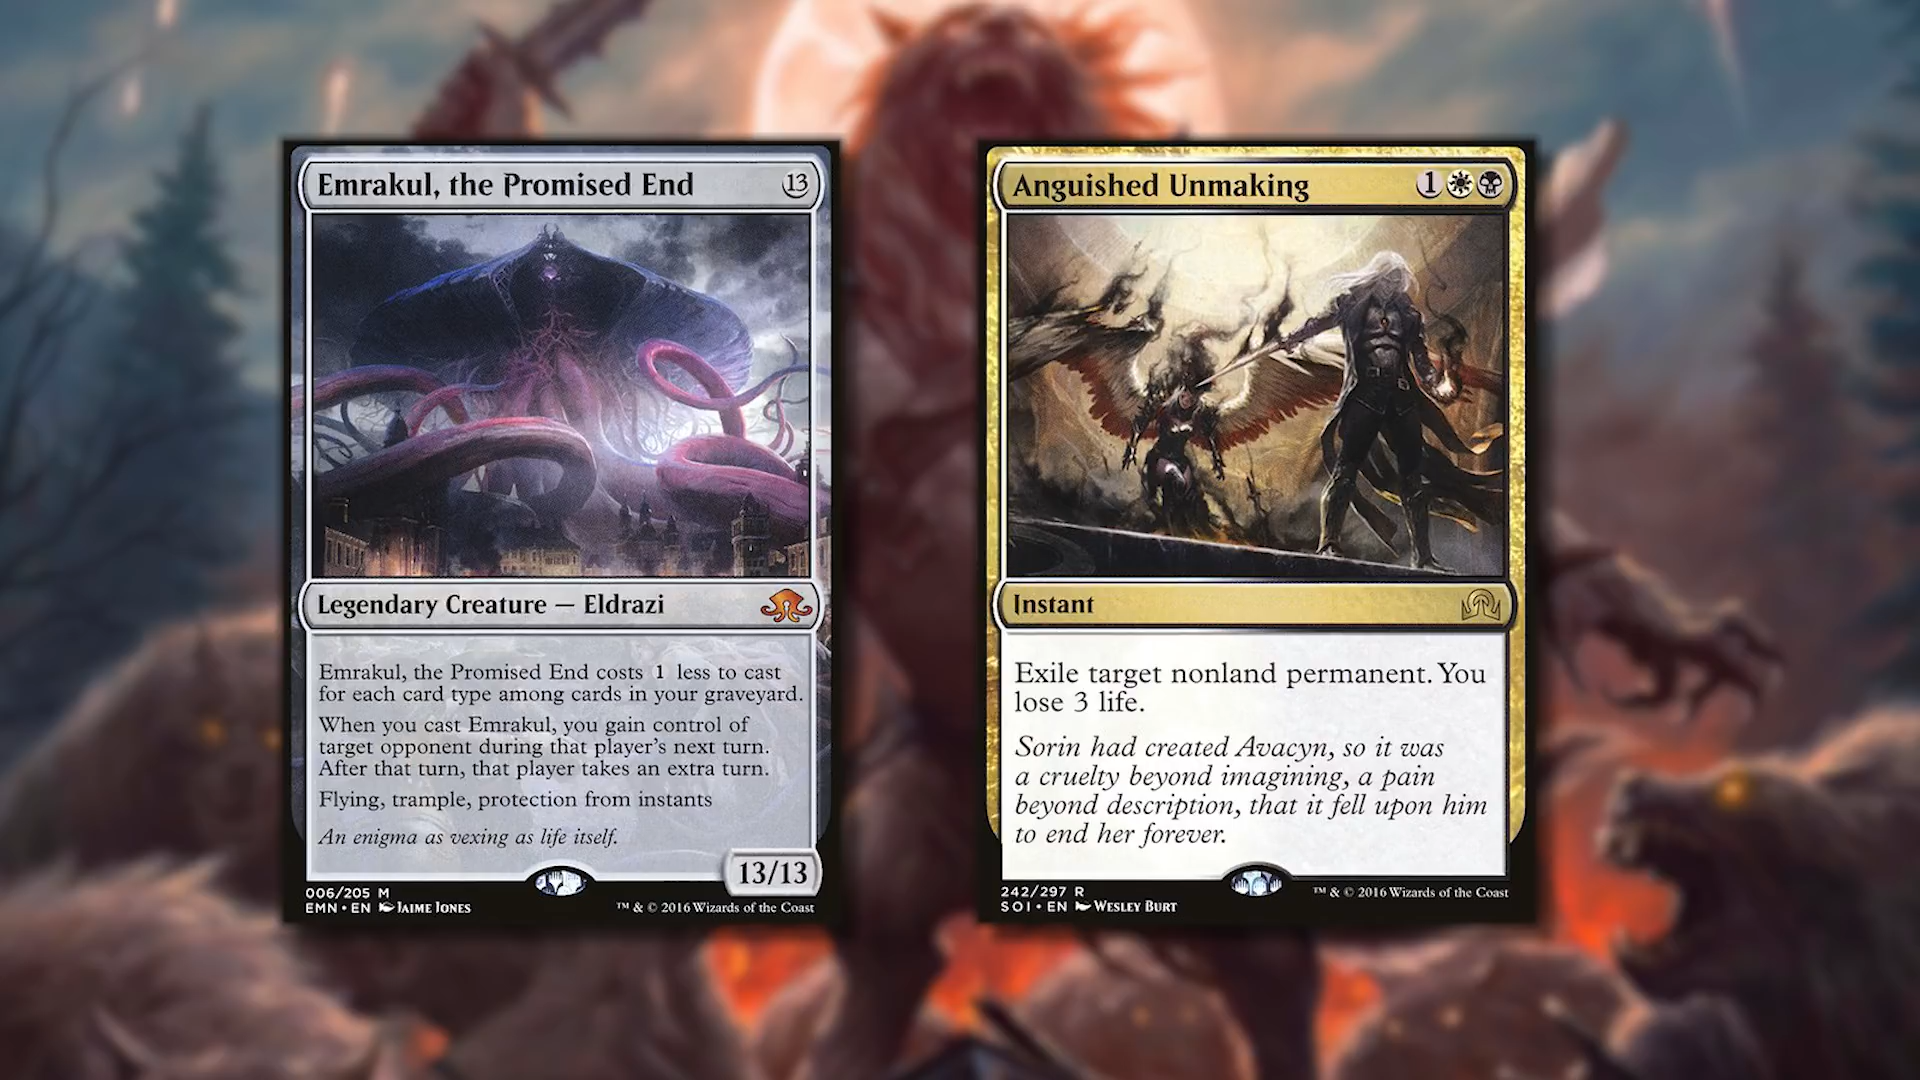 Emrakul, the Promised End 13
Legendary Creature — Eldrazi
Emrakul, the Promised End costs 1 less to cast
for each card type among cards in your graveyard.
When you cast Emrakul, you gain control of
target opponent during that player's next turn.
After that turn, that player takes an extra turn.
Flying, trample, protection from instants
An enigma as vexing as life itself.
13/13
006/205 M
EMN • EN JAIME JONES
™ & © 2016 Wizards of the Coast
Anguished Unmaking 1
Instant
Exile target nonland permanent. You
lose 3 life.
Sorin had created Avacyn, so it was
a cruelty beyond imagining, a pain
beyond description, that it fell upon him
to end her forever.
242/297 R
SOI • EN WESLEY BURT
™ & © 2016 Wizards of the Coast